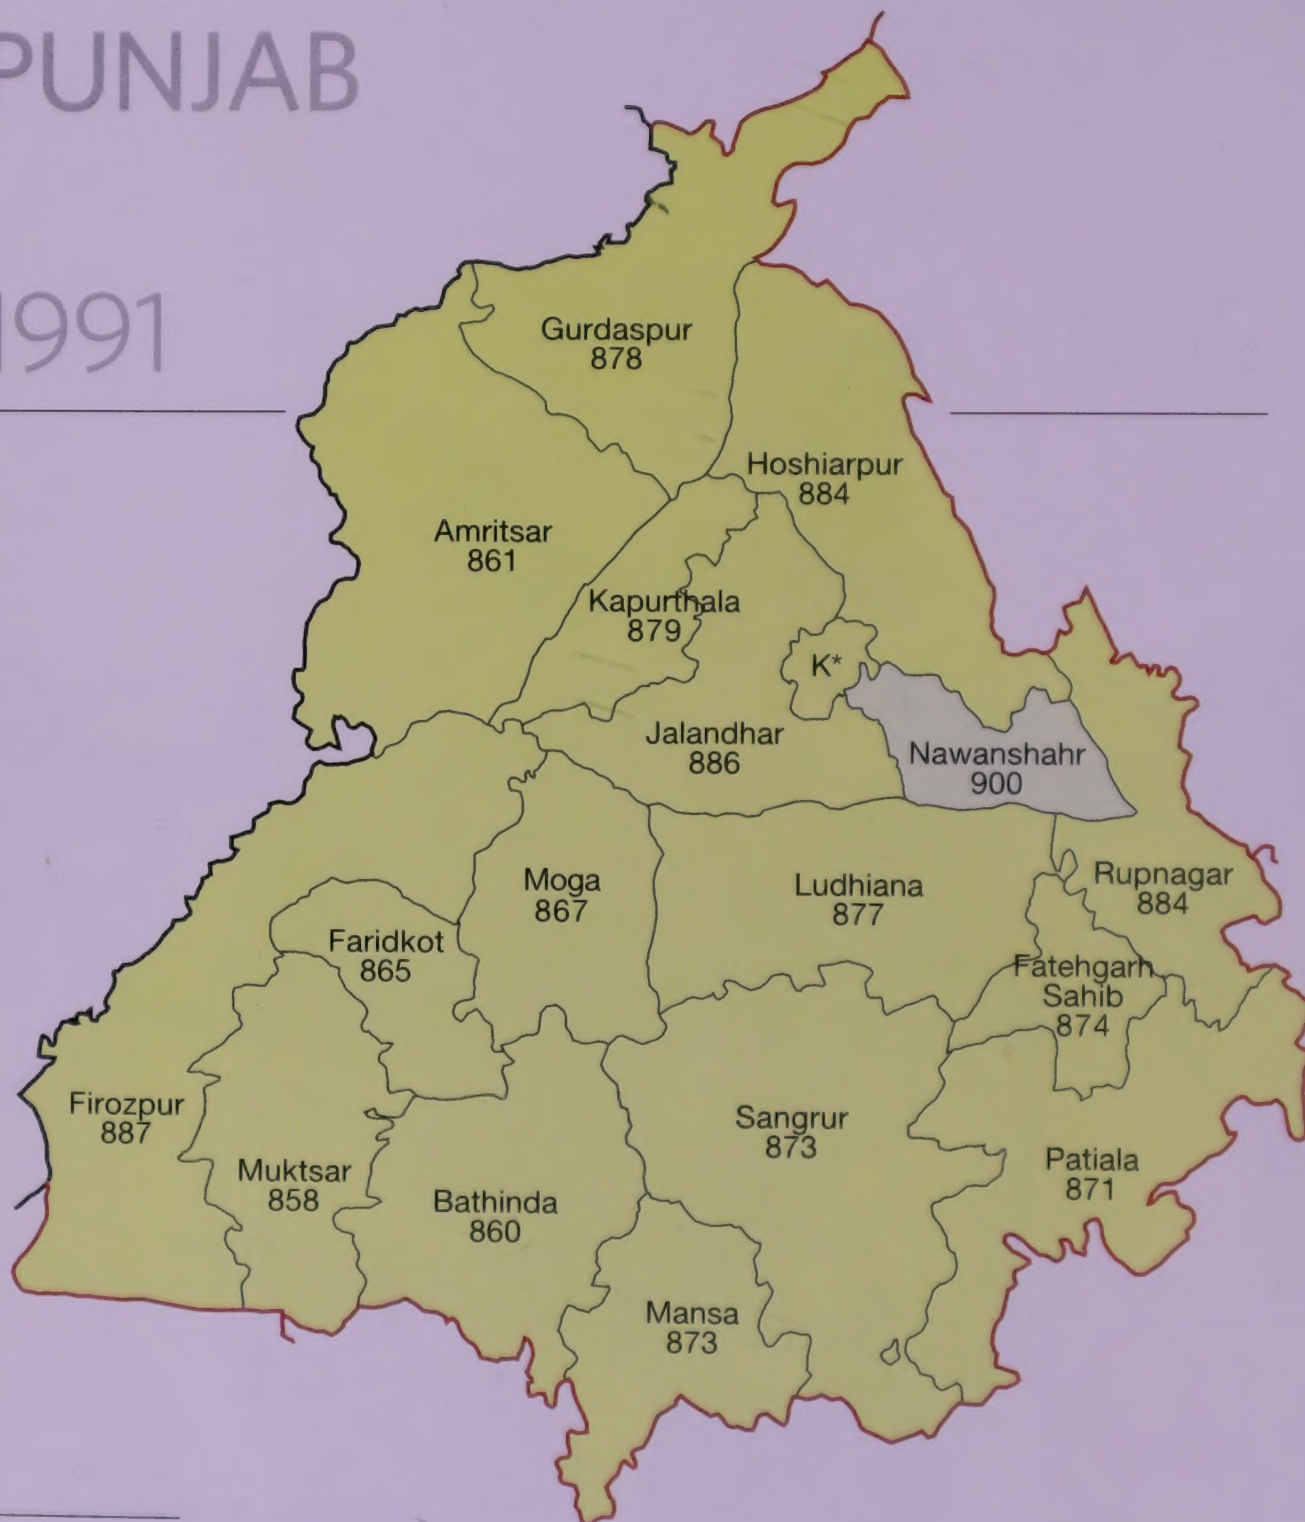 PUNJAB
1991
Gurdaspur
878
Hoshiarpur
884
Amritsar
861
Kapurthala
879
K*
Jalandhar
886
Nawanshahr
900
Moga
867
Ludhiana
877
Rupnagar
884
Faridkot
865
Fatehgarh
Sahib
874
Firozpur
887
Sangrur
873
Muktsar
858
Patiala
871
Bathinda
860
Mansa
873